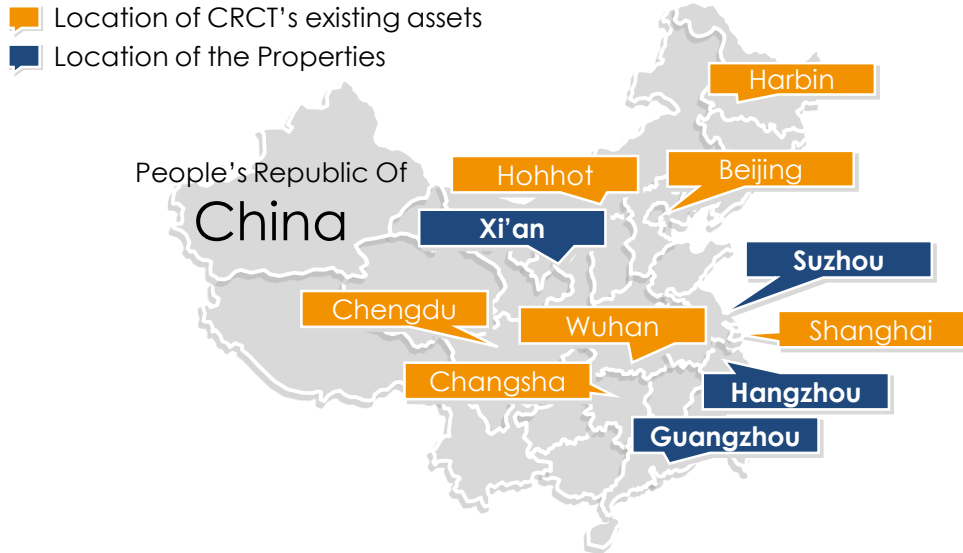 Location of CRCT's existing assets
Location of the Properties
Harbin
People's Republic Of
China
Hohhot
Beijing
Xi'an
Suzhou
Chengdu
Wuhan
Shanghai
Changsha
Hangzhou
Guangzhou